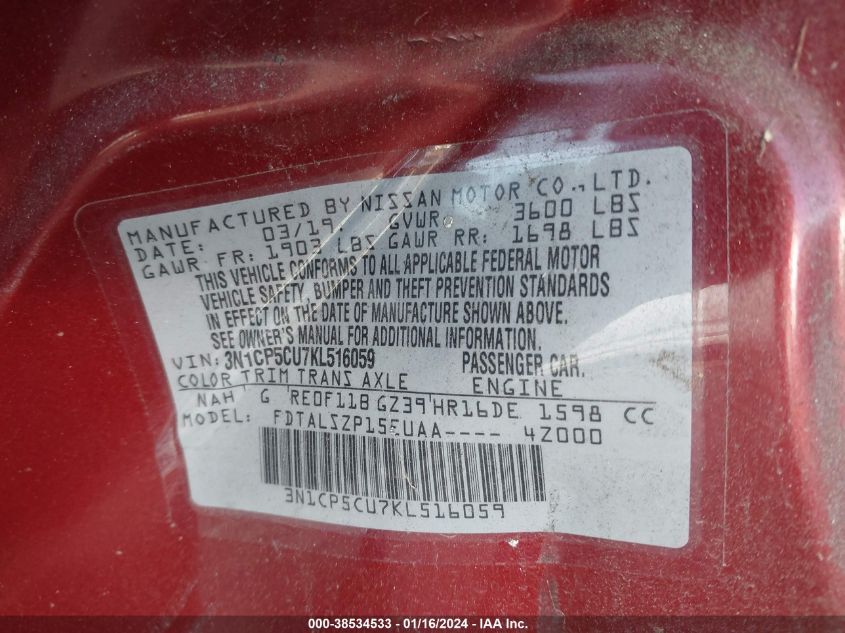 MANUFACTURED BY NISSAN MOTOR CO., LTD.
DATE: 03/19. GVWR 3600 LBS
GAWR FR: 1903 LBS GAWR RR: 1698 LBS
THIS VEHICLE CONFORMS TO ALL APPLICABLE FEDERAL MOTOR
VEHICLE SAFETY, BUMPER AND THEFT PREVENTION STANDARDS
IN EFFECT ON THE DATE OF MANUFACTURE SHOWN ABOVE.
SEE OWNER'S MANUAL FOR ADDITIONAL INFORMATION.
VIN: 3N1CP5CU7KL516059 PASSENGER CAR.
COLOR TRIM TRANS AXLE ENGINE
NAH G RE0F11B GZ39 HR16DE 1598 CC
MODEL: FDTALSZP15EUAA---- 4Z000
3N1CP5CU7KL516059
000-38534533 - 01/16/2024 - IAA Inc.